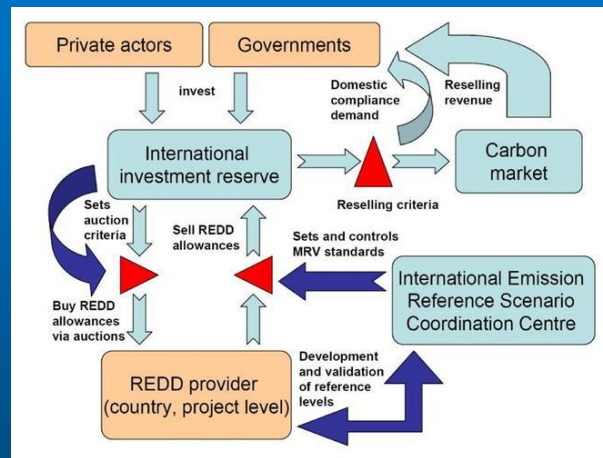 Private actors
Governments
invest
Domestic
compliance
demand
Reselling
revenue
International
investment reserve
Carbon
market
Reselling criteria
Sets
auction
criteria
Sell REDD
allowances
Sets and controls
MRV standards
Buy REDD
allowances
via auctions
International Emission
Reference Scenario
Coordination Centre
REDD provider
(country, project level)
Development
and validation
of reference
levels